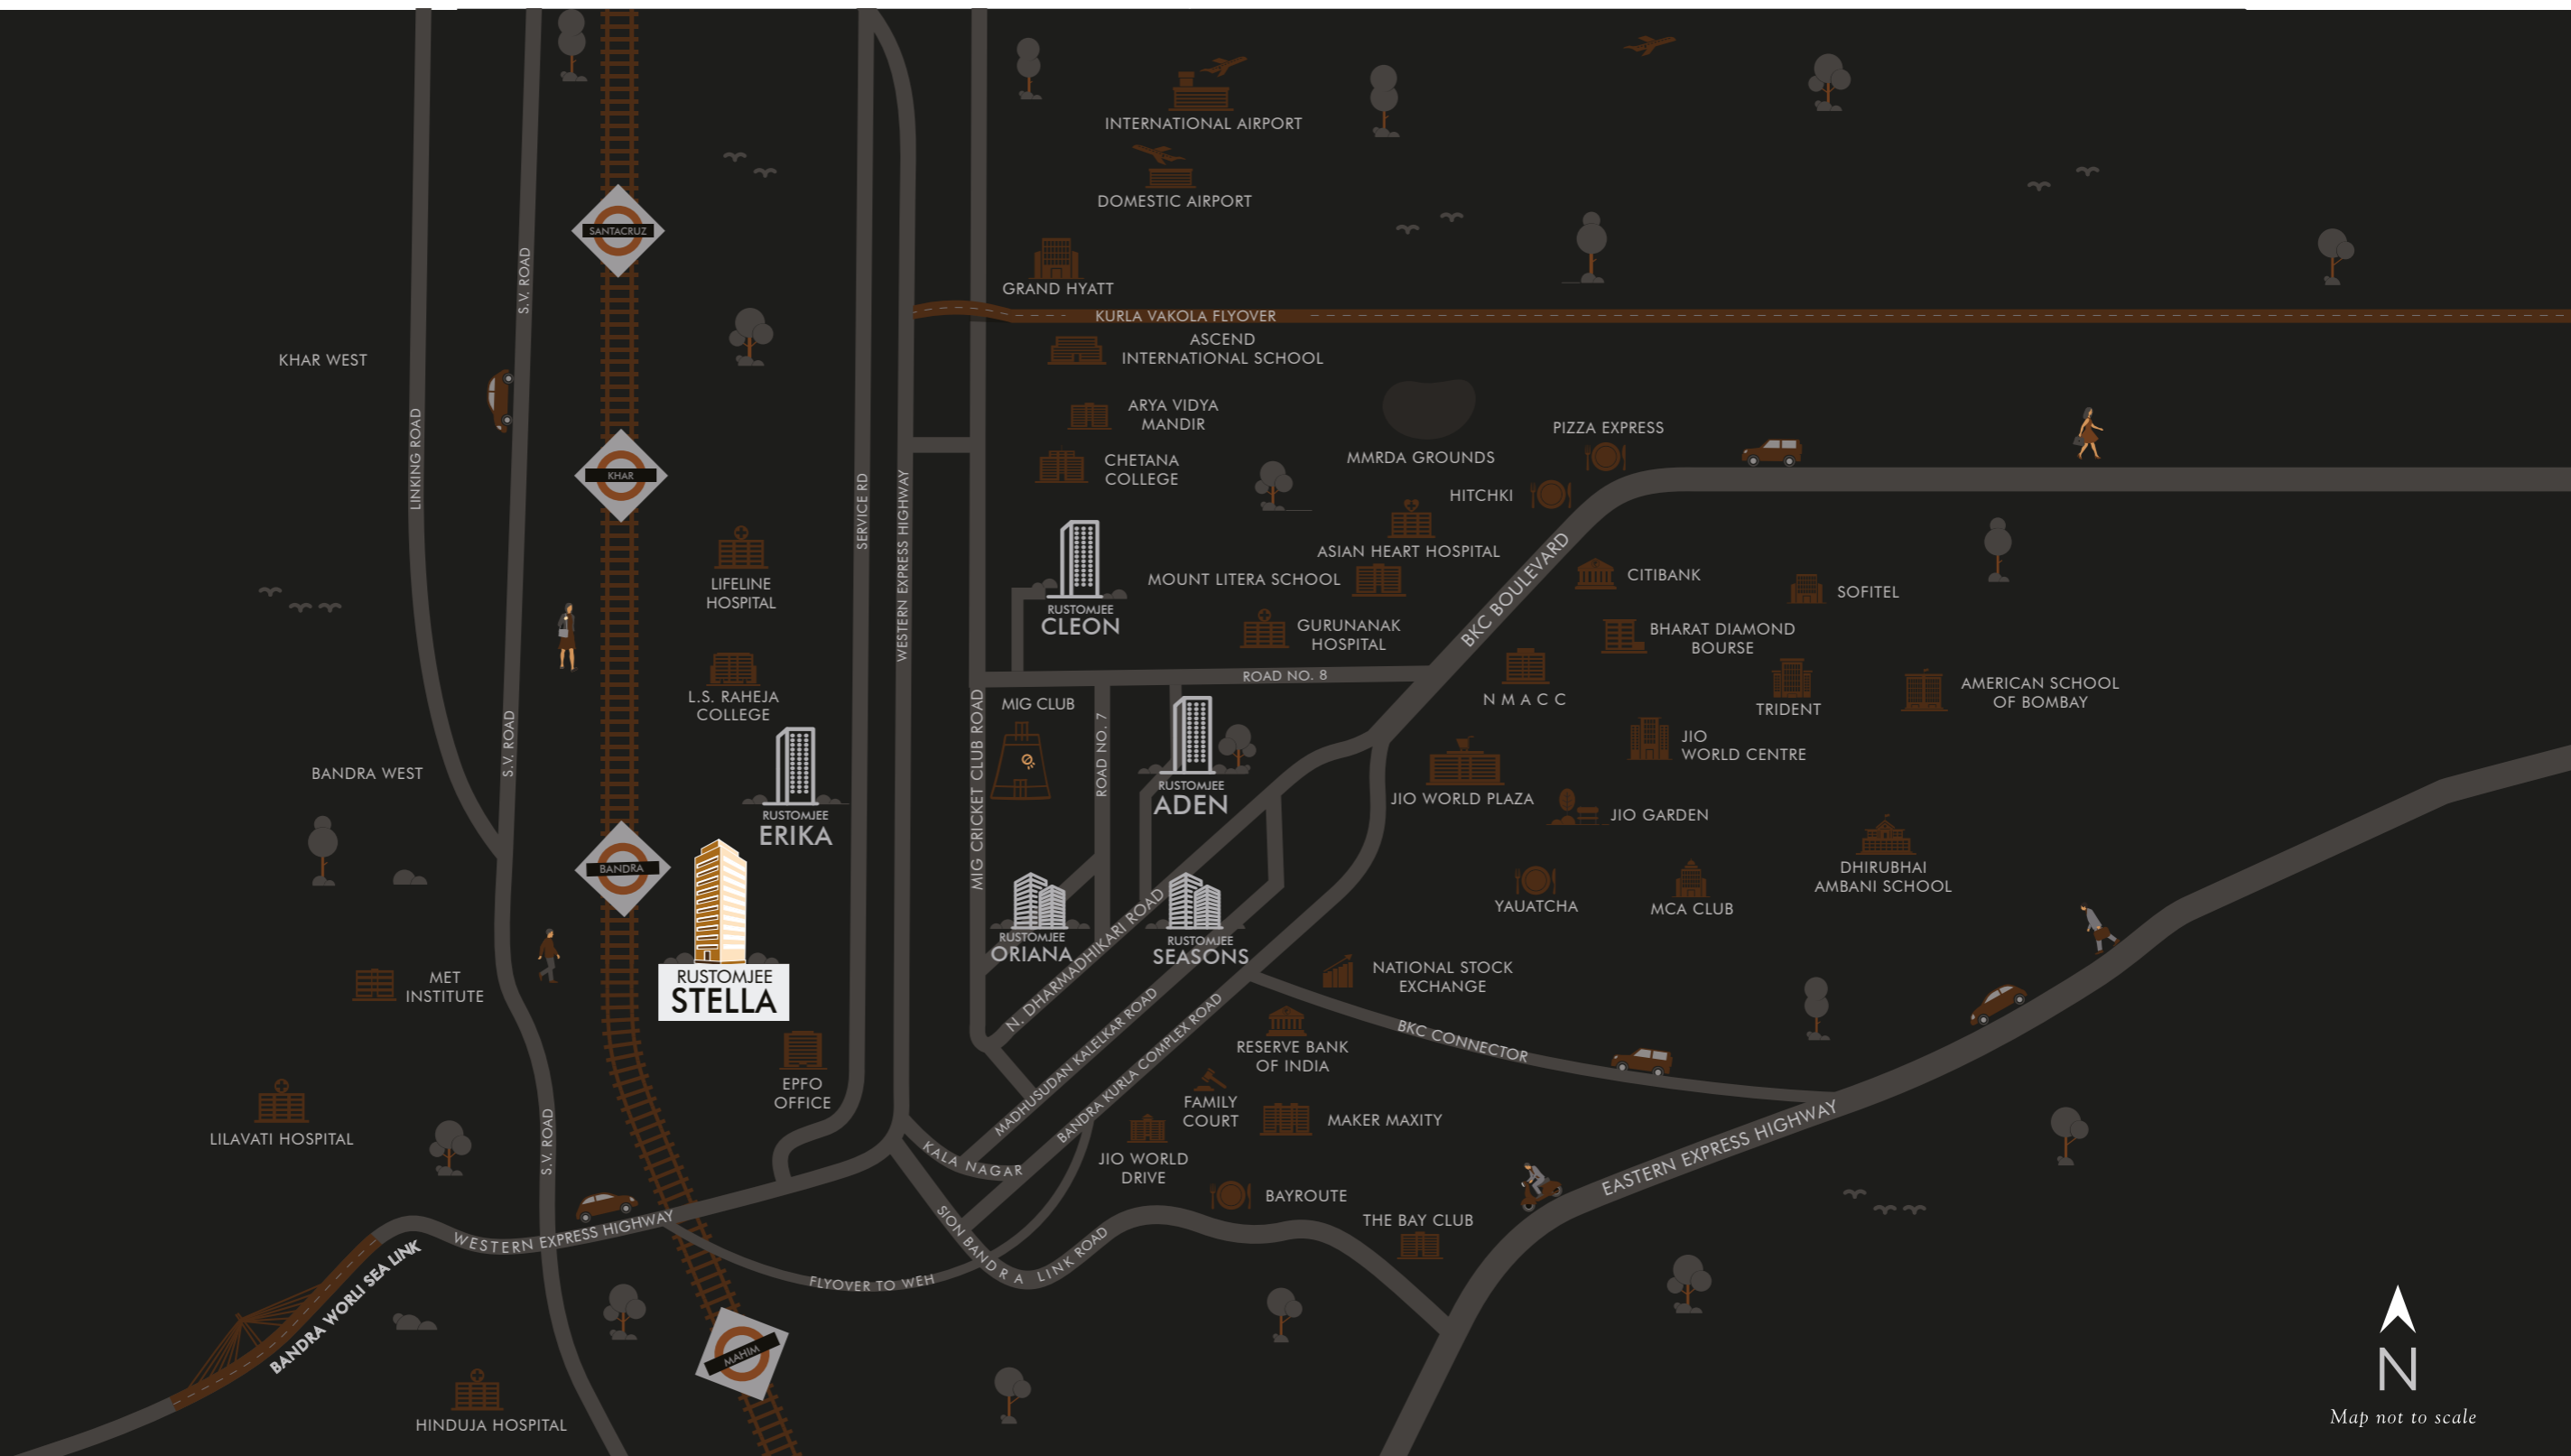 INTERNATIONAL AIRPORT
DOMESTIC AIRPORT
SANTACRUZ
S.V. ROAD
GRAND HYATT
KURLA VAKOLA FLYOVER
ASCEND
INTERNATIONAL SCHOOL
KHAR WEST
ARYA VIDYA
MANDIR
PIZZA EXPRESS
LINKING ROAD
MMRDA GROUNDS
CHETANA
COLLEGE
KHAR
HITCHKI
SERVICE RD
WESTERN EXPRESS HIGHWAY
ASIAN HEART HOSPITAL
BKC BOULEVARD
MOUNT LITERA SCHOOL
CITIBANK
SOFITEL
LIFELINE
HOSPITAL
RUSTOMJEE
CLEON
GURUNANAK
HOSPITAL
BHARAT DIAMOND
BOURSE
ROAD NO. 8
L.S. RAHEJA
COLLEGE
MIG CLUB
N M A C C
TRIDENT
AMERICAN SCHOOL
OF BOMBAY
S.V. ROAD
MIG CRICKET CLUB ROAD
ROAD NO. 7
JIO
WORLD CENTRE
BANDRA WEST
RUSTOMJEE
ADEN
JIO WORLD PLAZA
JIO GARDEN
RUSTOMJEE
ERIKA
BANDRA
DHIRUBHAI
AMBANI SCHOOL
YAUATCHA
MCA CLUB
RUSTOMJEE
ORIANA
N. DHARMADHIKARI ROAD
RUSTOMJEE
SEASONS
RUSTOMJEE
STELLA
MET
INSTITUTE
NATIONAL STOCK
EXCHANGE
MADHUSUDAN KALELKAR ROAD
BANDRA KURLA COMPLEX ROAD
BKC CONNECTOR
RESERVE BANK
OF INDIA
EPFO
OFFICE
FAMILY
COURT
MAKER MAXITY
LILAVATI HOSPITAL
S.V. ROAD
KALA NAGAR
JIO WORLD
DRIVE
EASTERN EXPRESS HIGHWAY
BAYROUTE
THE BAY CLUB
WESTERN EXPRESS HIGHWAY
SION BANDRA LINK ROAD
FLYOVER TO WEH
BANDRA WORLI SEA LINK
MAHIM
HINDUJA HOSPITAL
N
Map not to scale